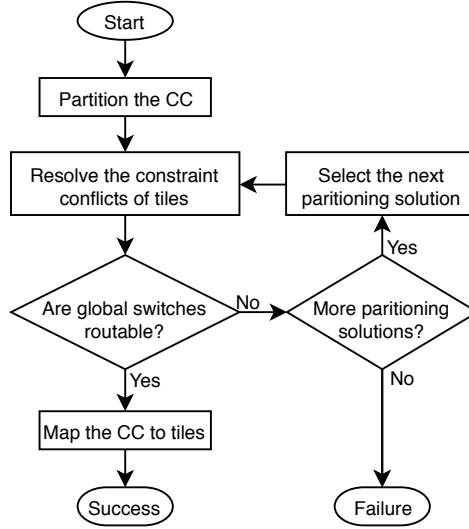 Start
Partition the CC
Resolve the constraint
conflicts of tiles
Select the next
paritioning solution
Are global switches
routable?
No
More paritioning
solutions?
Yes
Yes
No
Map the CC to tiles
Success
Failure